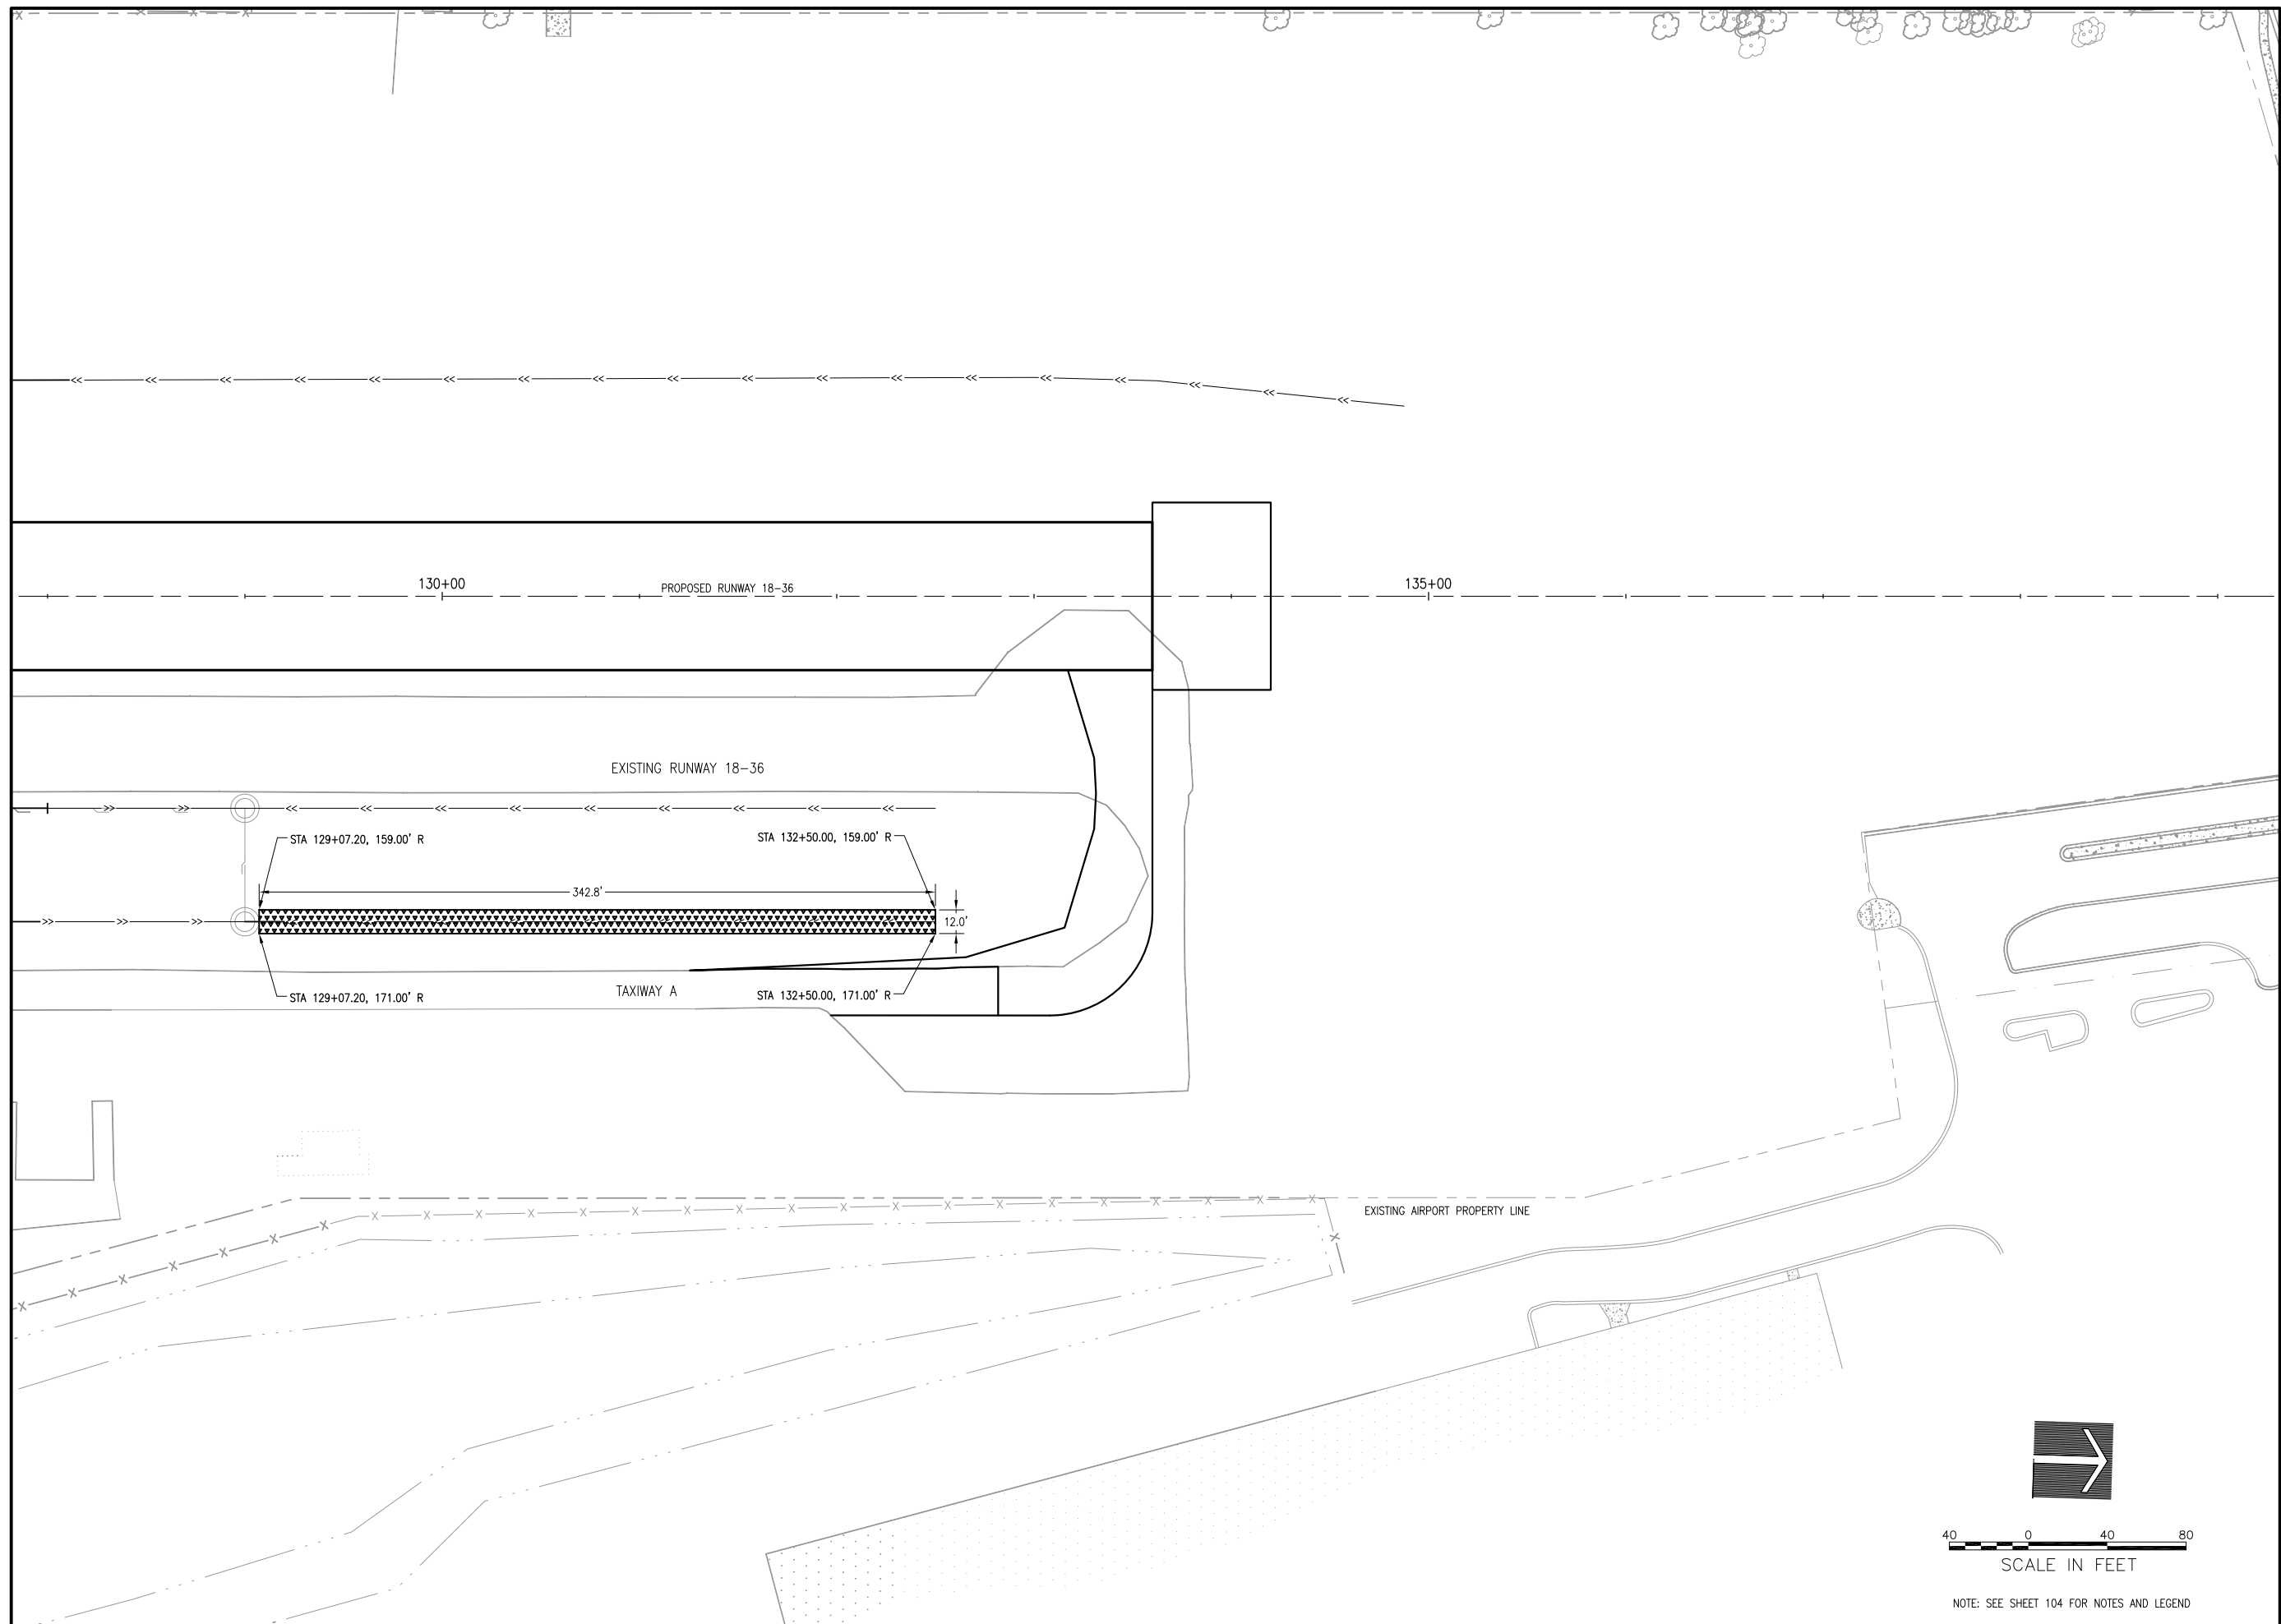 130+00
135+00
PROPOSED RUNWAY 18-36
EXISTING RUNWAY 18-36
STA 129+07.20, 159.00' R
STA 132+50.00, 159.00' R
342.8'
12.0'
STA 129+07.20, 171.00' R
TAXIWAY A
STA 132+50.00, 171.00' R
EXISTING AIRPORT PROPERTY LINE
40 0 40 80
SCALE IN FEET
NOTE: SEE SHEET 104 FOR NOTES AND LEGEND